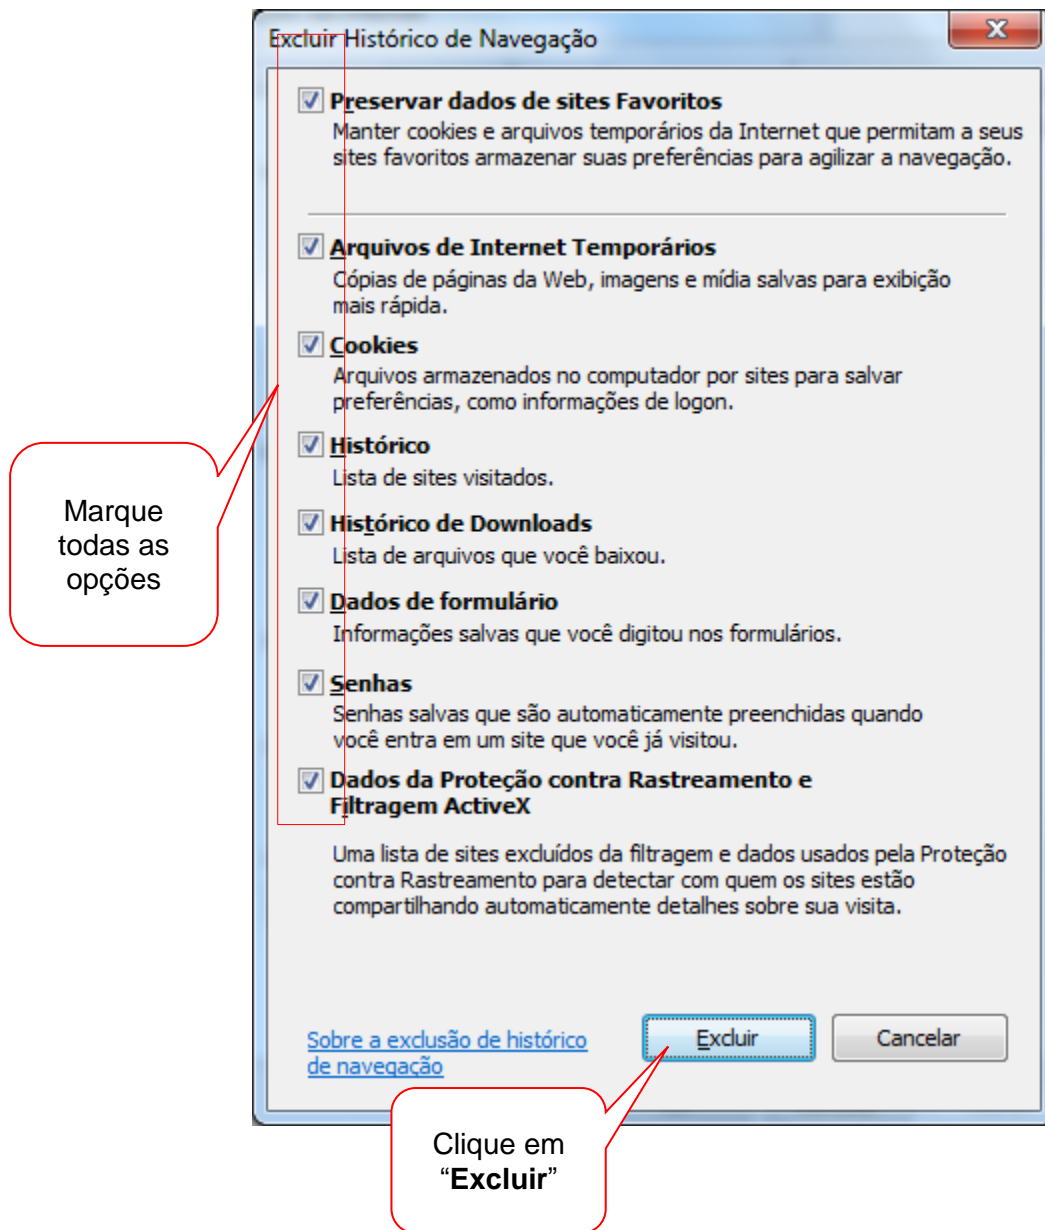 Excluir Histórico de Navegação
Preservar dados de sites Favoritos
Manter cookies e arquivos temporários da Internet que permitam a seus
sites favoritos armazenar suas preferências para agilizar a navegação.
Arquivos de Internet Temporários
Cópias de páginas da Web, imagens e mídia salvas para exibição
mais rápida.
Cookies
Arquivos armazenados no computador por sites para salvar
preferências, como informações de logon.
Histórico
Lista de sites visitados.
Marque
todas as
opções
Histórico de Downloads
Lista de arquivos que você baixou.
Dados de formulário
Informações salvas que você digitou nos formulários.
Senhas
Senhas salvas que são automaticamente preenchidas quando
você entra em um site que você já visitou.
Dados da Proteção contra Rastreamento e
Filtragem ActiveX
Uma lista de sites excluídos da filtragem e dados usados pela Proteção
contra Rastreamento para detectar com quem os sites estão
compartilhando automaticamente detalhes sobre sua visita.
Sobre a exclusão de histórico
de navegação
Excluir
Cancelar
Clique em
“Excluir”